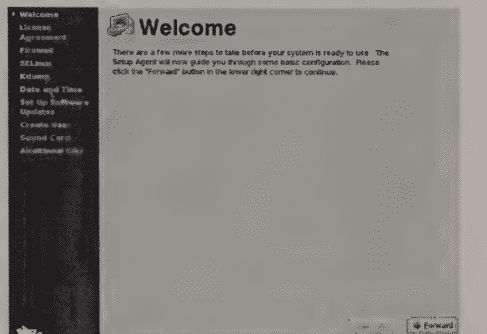 Welcome
License
Agreement
Firewall
SELinux
Kdump
Date and Time
Set Up Software
Updates
Create User
Sound Card
Additional CDs
Welcome
There are a few more steps to take before your system is ready to use. The
Setup Agent will now guide you through some basic configuration. Please
click the "Forward" button in the lower right corner to continue.
Forward